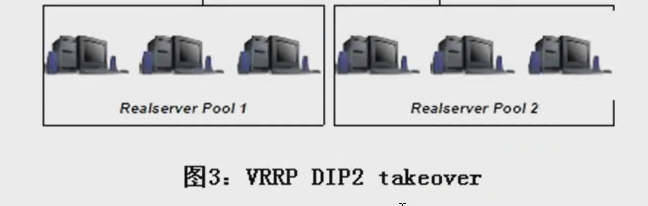 Realserver Pool 1
Realserver Pool 2
图3: VRRP DIP2 takeover